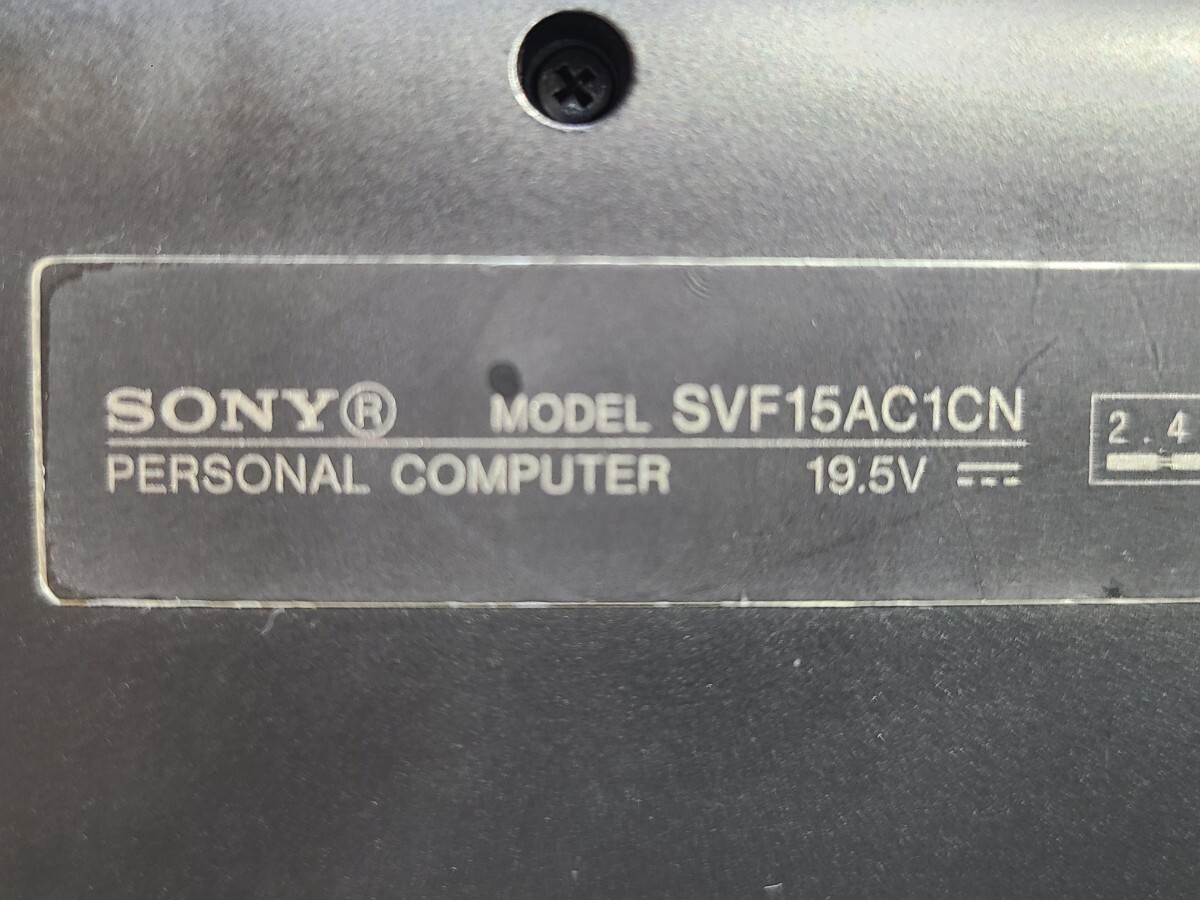 SONY® MODEL SVF15AC1CN
PERSONAL COMPUTER 19.5V
2.4